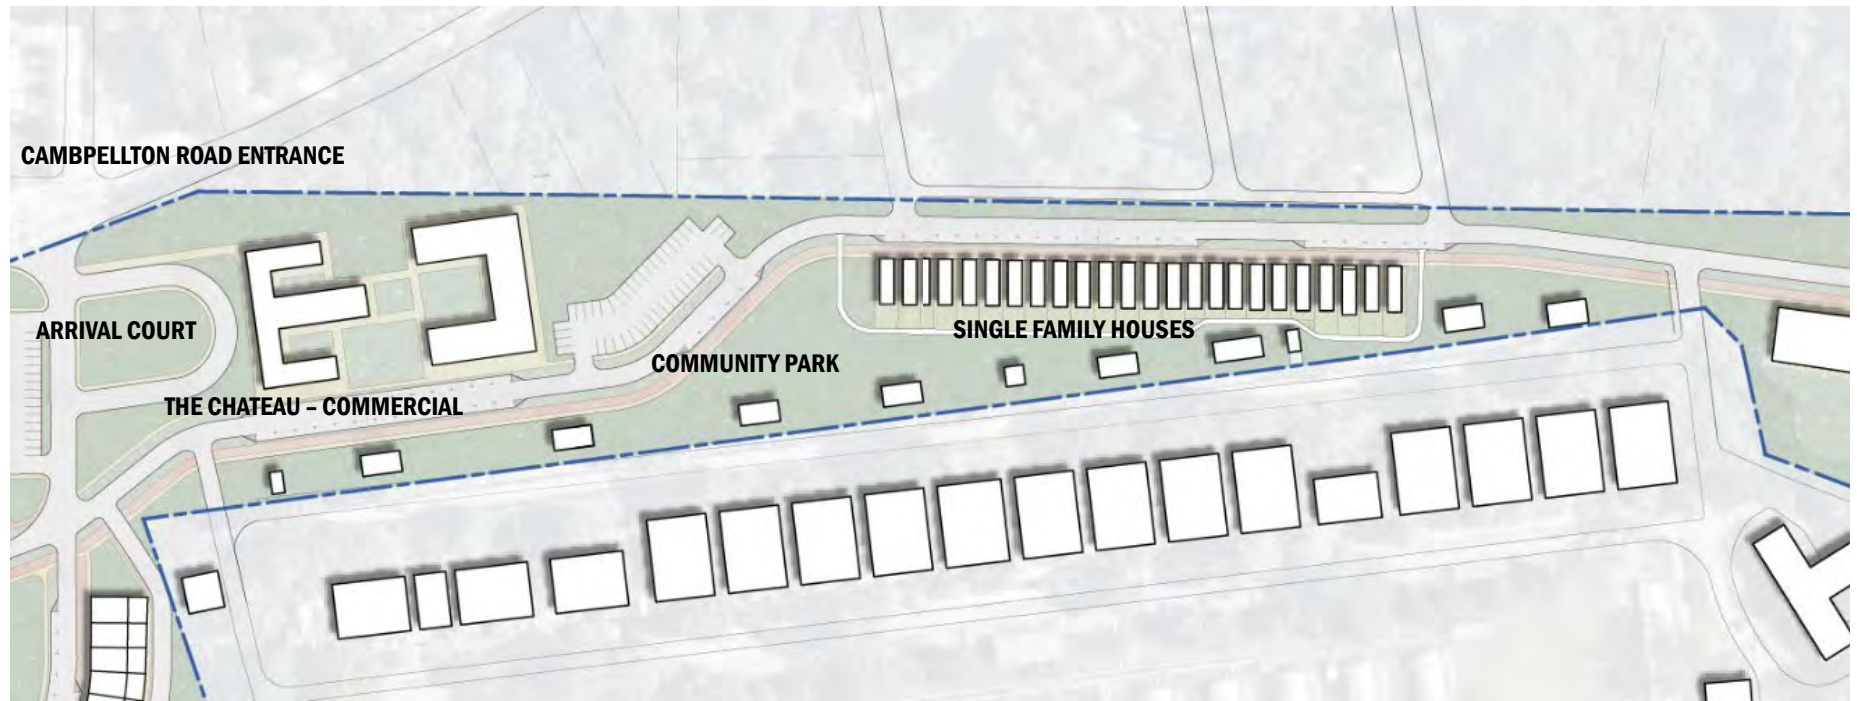 CAMBPELLTON ROAD ENTRANCE
ARRIVAL COURT
SINGLE FAMILY HOUSES
COMMUNITY PARK
THE CHATEAU – COMMERCIAL